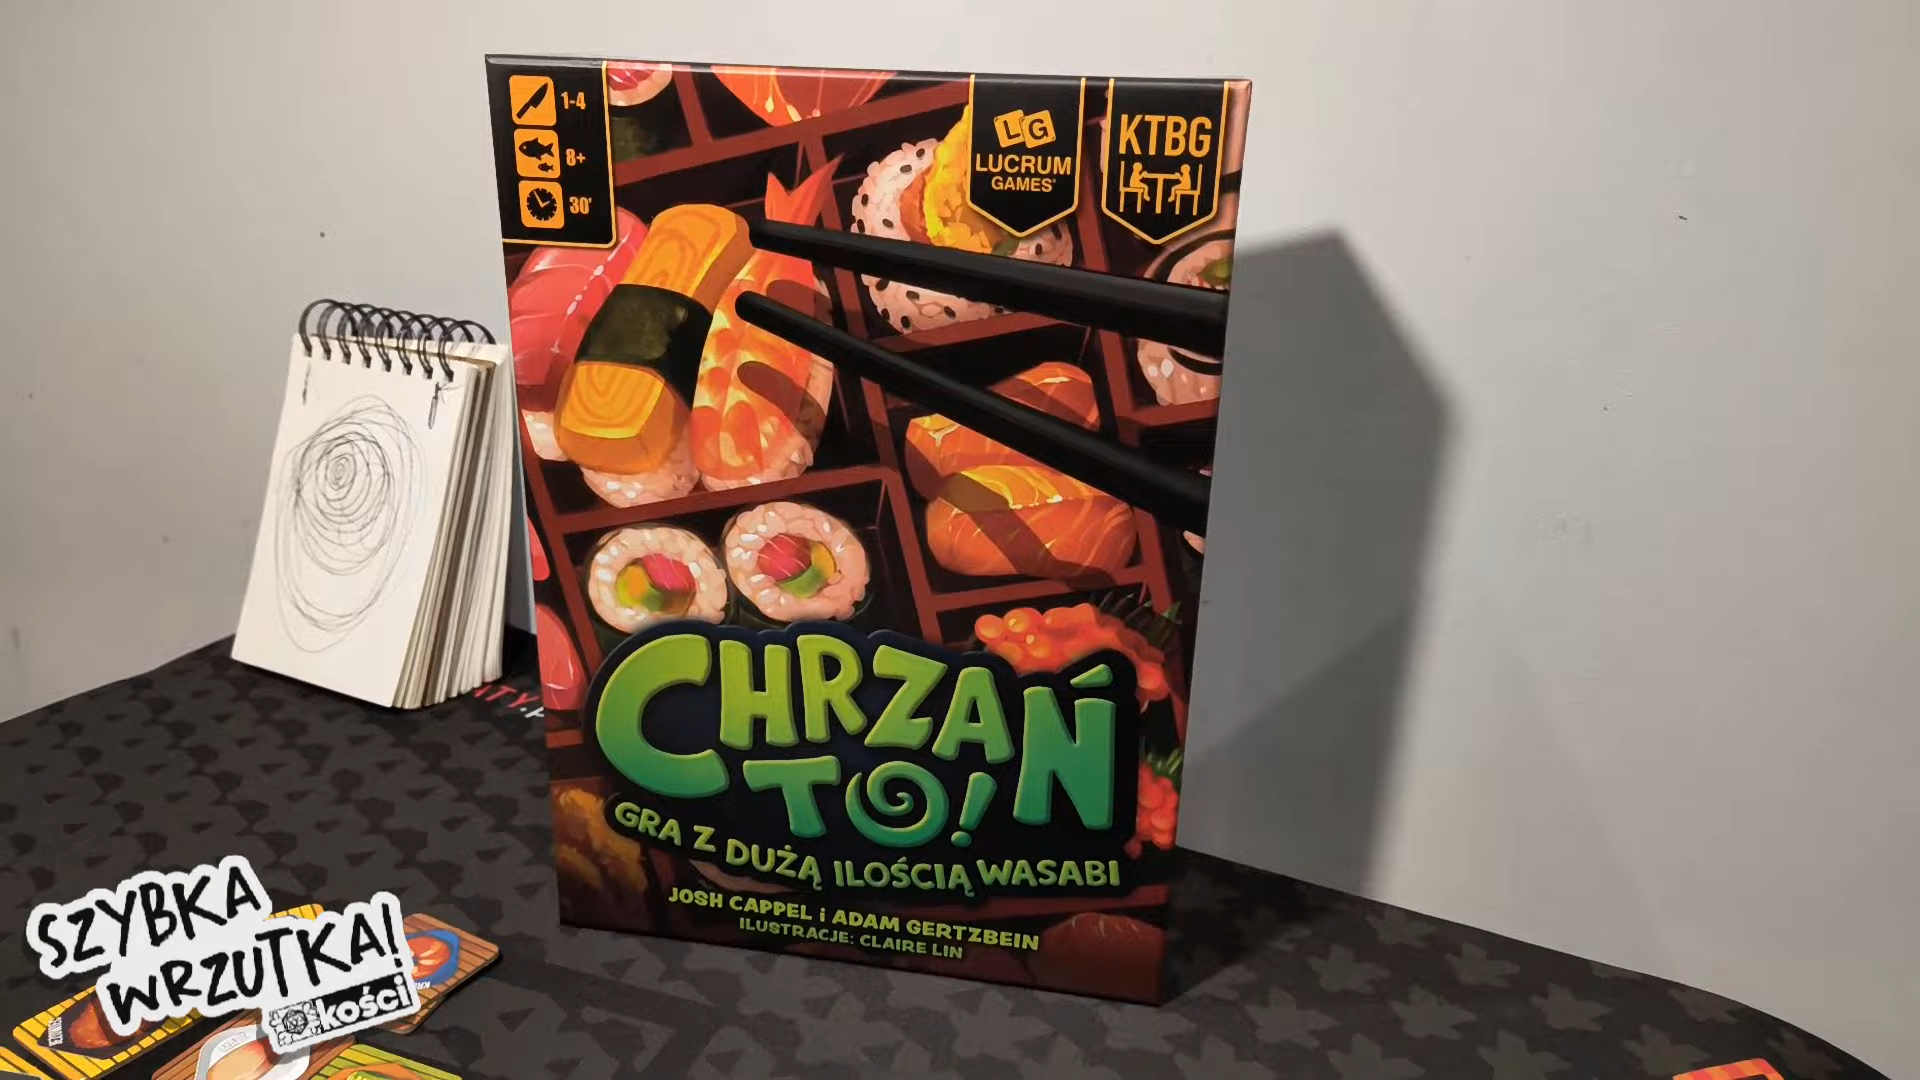 1-4
8+
30'
LG
LUCRUM
GAMES
KTBG
CHRZAŃ
TO!
GRA Z DUŻĄ ILOŚCIĄ WASABI
JOSH CAPPEL i ADAM GERTZBEIN
ILUSTRACJE: CLAIRE LIN
SZYBKA
WRZUTKA!
kości